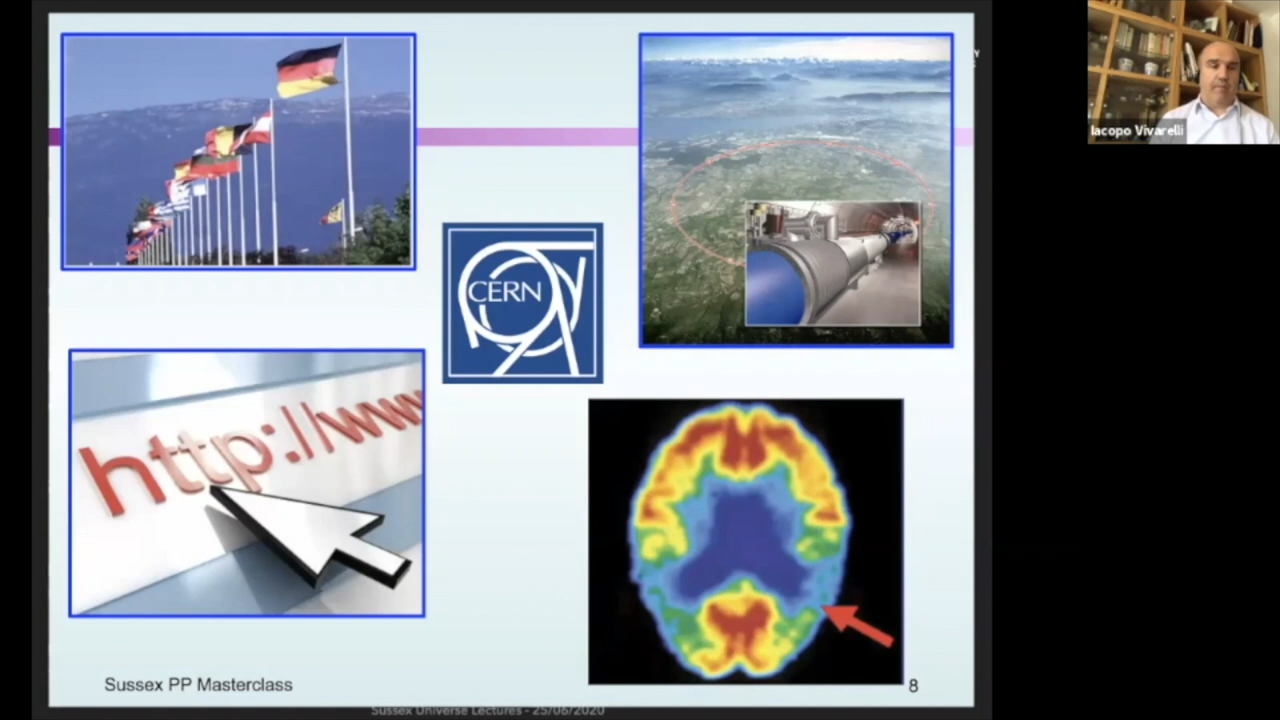 CERN
Iacopo Vivarelli
http://www
Sussex PP Masterclass
8
Sussex Universe Lectures - 25/06/2020